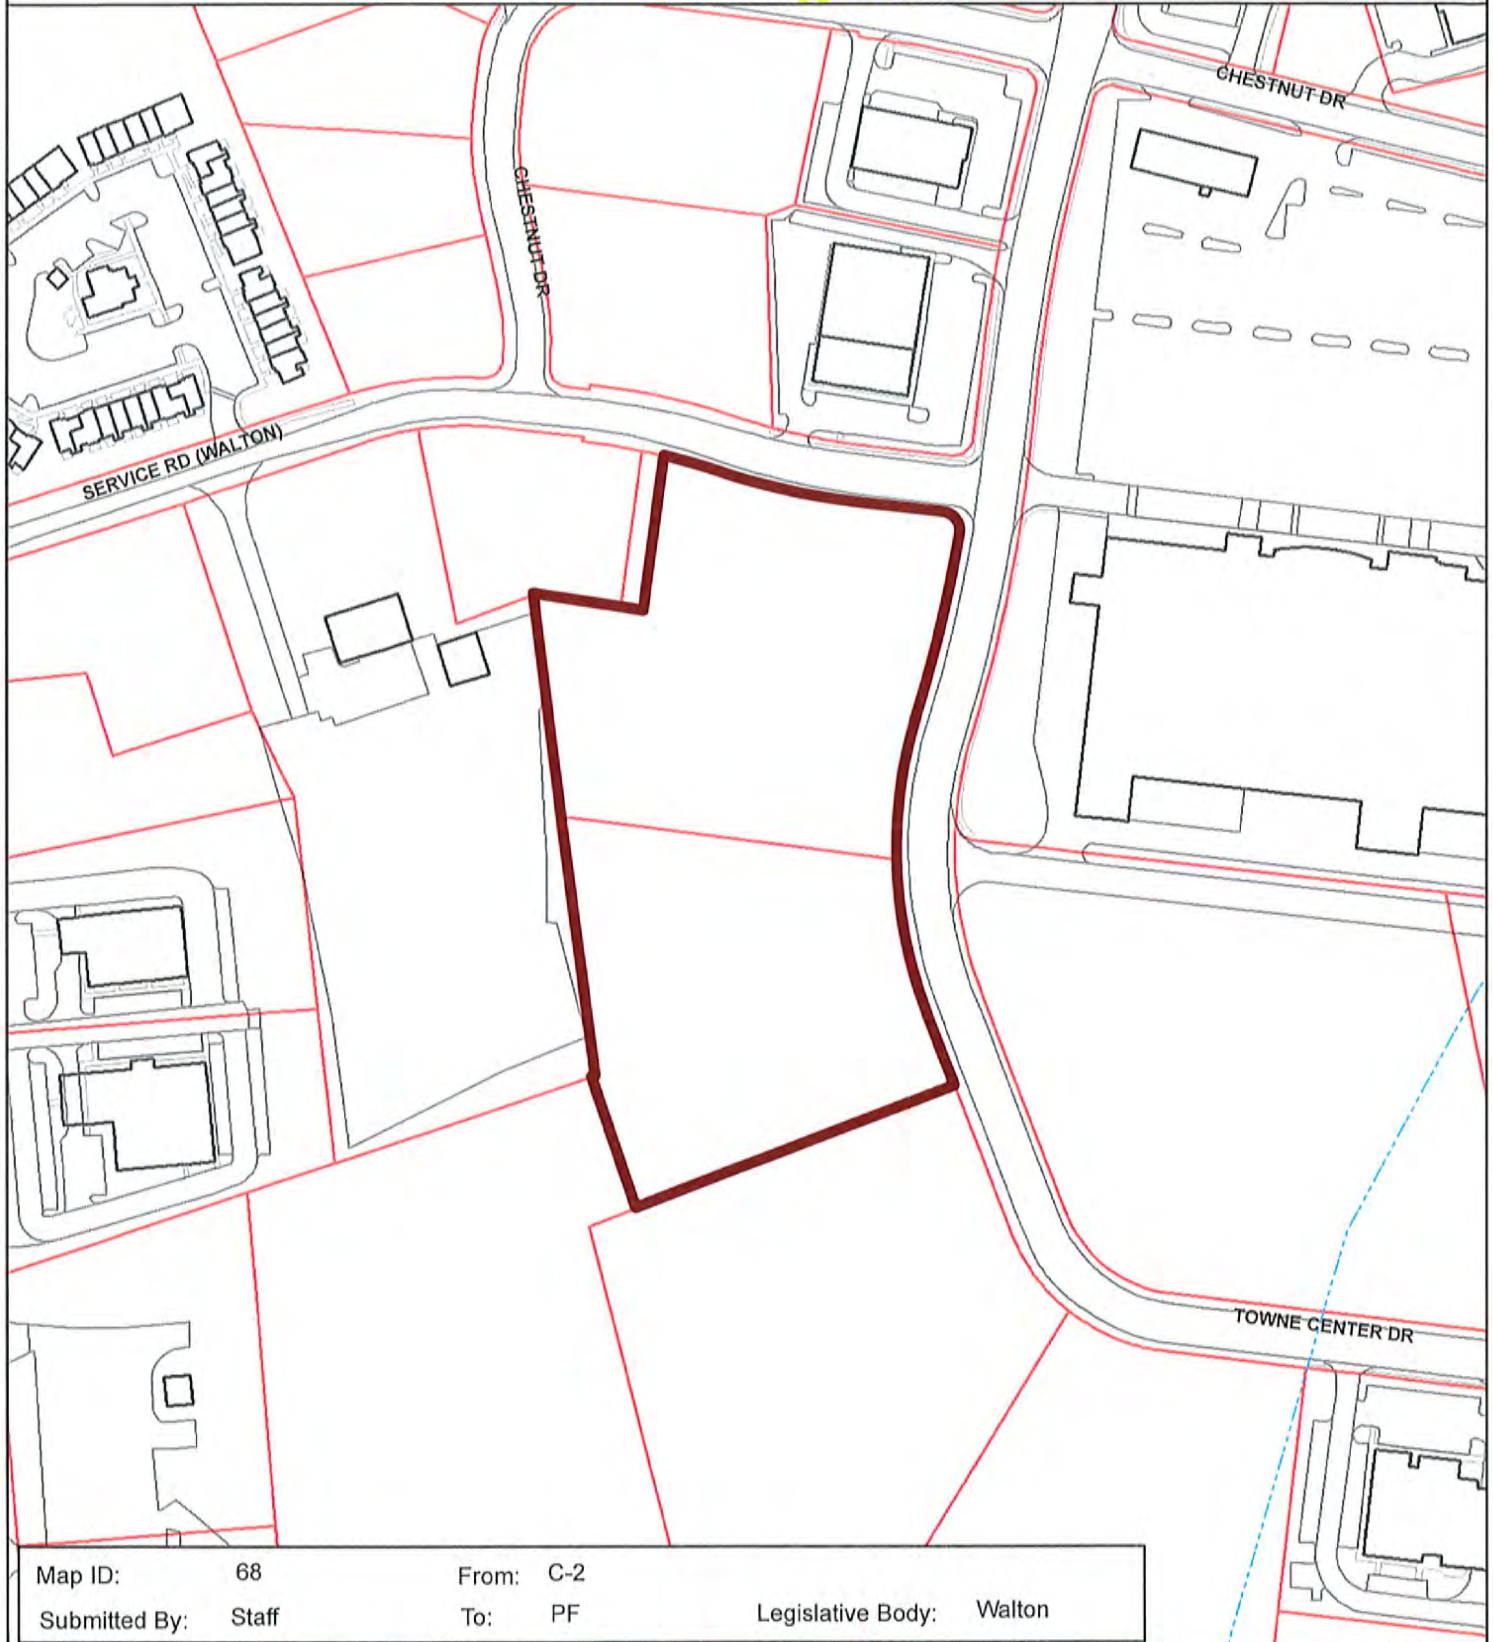 CHESTNUT DR
CHESTNUT DR
SERVICE RD (WALTON)
TOWNE CENTER DR
Map ID: 68 From: C-2
Submitted By: Staff To: PF Legislative Body: Walton